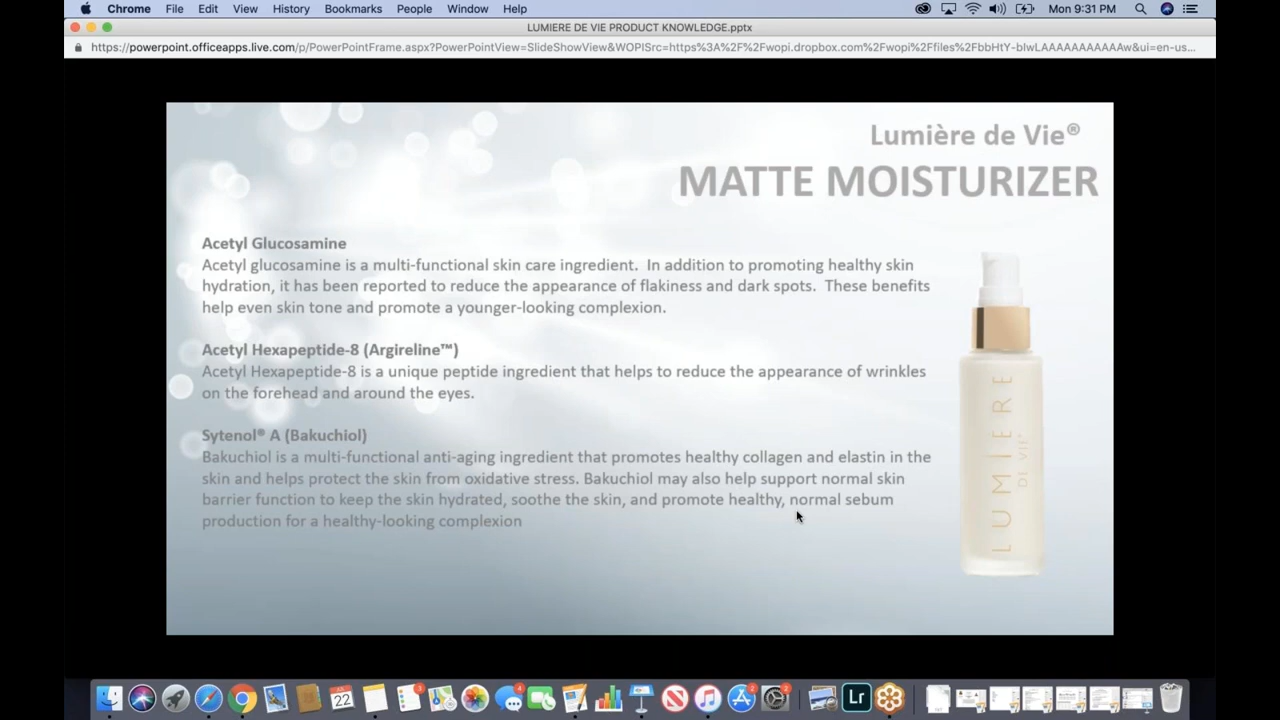 Chrome File Edit View History Bookmarks People Window Help Mon 9:31 PM
LUMIERE DE VIE PRODUCT KNOWLEDGE.pptx
https://powerpoint.officeapps.live.com/p/PowerPointFrame.aspx?PowerPointView=SlideShowView&WOPISrc=https%3A%2F%2Fwopi.dropbox.com%2Fwopi%2Ffiles%2FbbHtY-bIwLAAAAAAAAAAAw&ui=en-us...
Lumière de Vie®
MATTE MOISTURIZER
Acetyl Glucosamine
Acetyl glucosamine is a multi-functional skin care ingredient. In addition to promoting healthy skin
hydration, it has been reported to reduce the appearance of flakiness and dark spots. These benefits
help even skin tone and promote a younger-looking complexion.
Acetyl Hexapeptide-8 (Argireline™)
Acetyl Hexapeptide-8 is a unique peptide ingredient that helps to reduce the appearance of wrinkles
on the forehead and around the eyes.
Sytenol® A (Bakuchiol)
Bakuchiol is a multi-functional anti-aging ingredient that promotes healthy collagen and elastin in the
skin and helps protect the skin from oxidative stress. Bakuchiol may also help support normal skin
barrier function to keep the skin hydrated, soothe the skin, and promote healthy, normal sebum
production for a healthy-looking complexion
LUMIERE
DE VIE
22
Lr